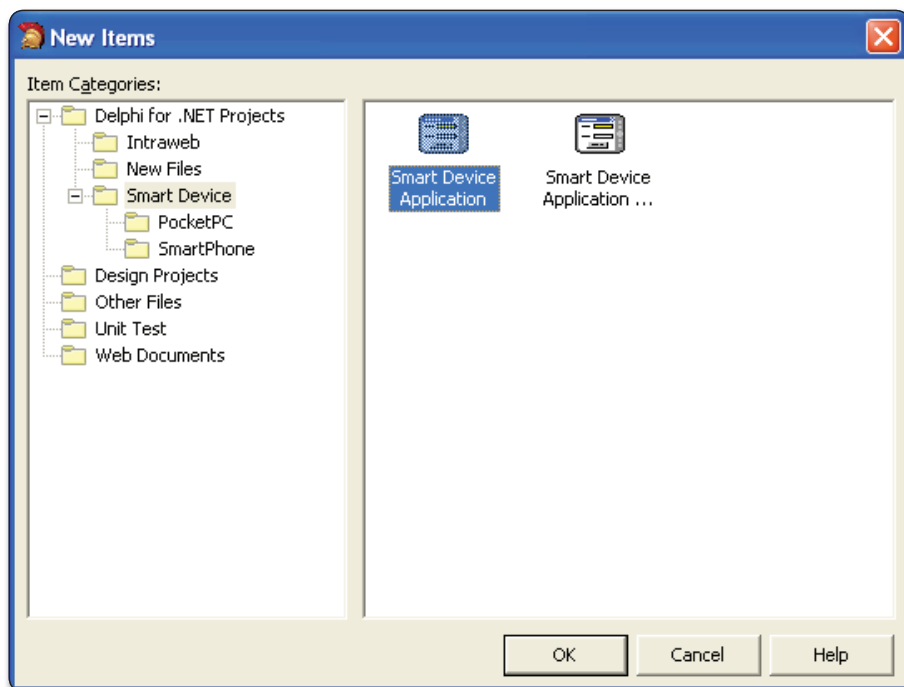 New Items
Item Categories:
Delphi for .NET Projects
Intraweb
New Files
Smart Device
PocketPC
SmartPhone
Design Projects
Other Files
Unit Test
Web Documents
Smart Device
Application
Smart Device
Application ...
OK
Cancel
Help